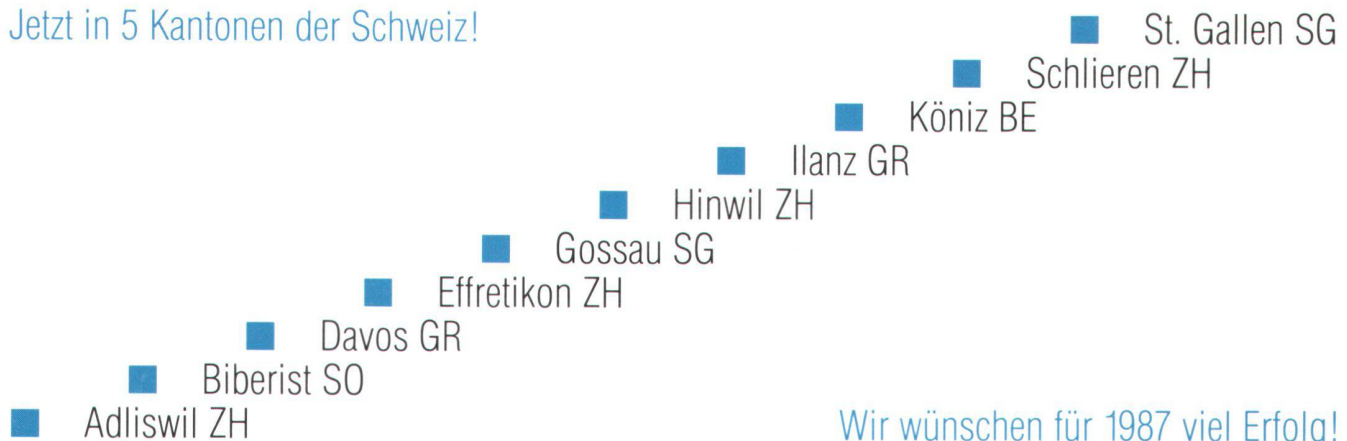 Jetzt in 5 Kantonen der Schweiz!
St. Gallen SG
Schlieren ZH
Köniz BE
Ilanz GR
Hinwil ZH
Gossau SG
Effretikon ZH
Davos GR
Biberist SO
Adliswil ZH
Wir wünschen für 1987 viel Erfolg!